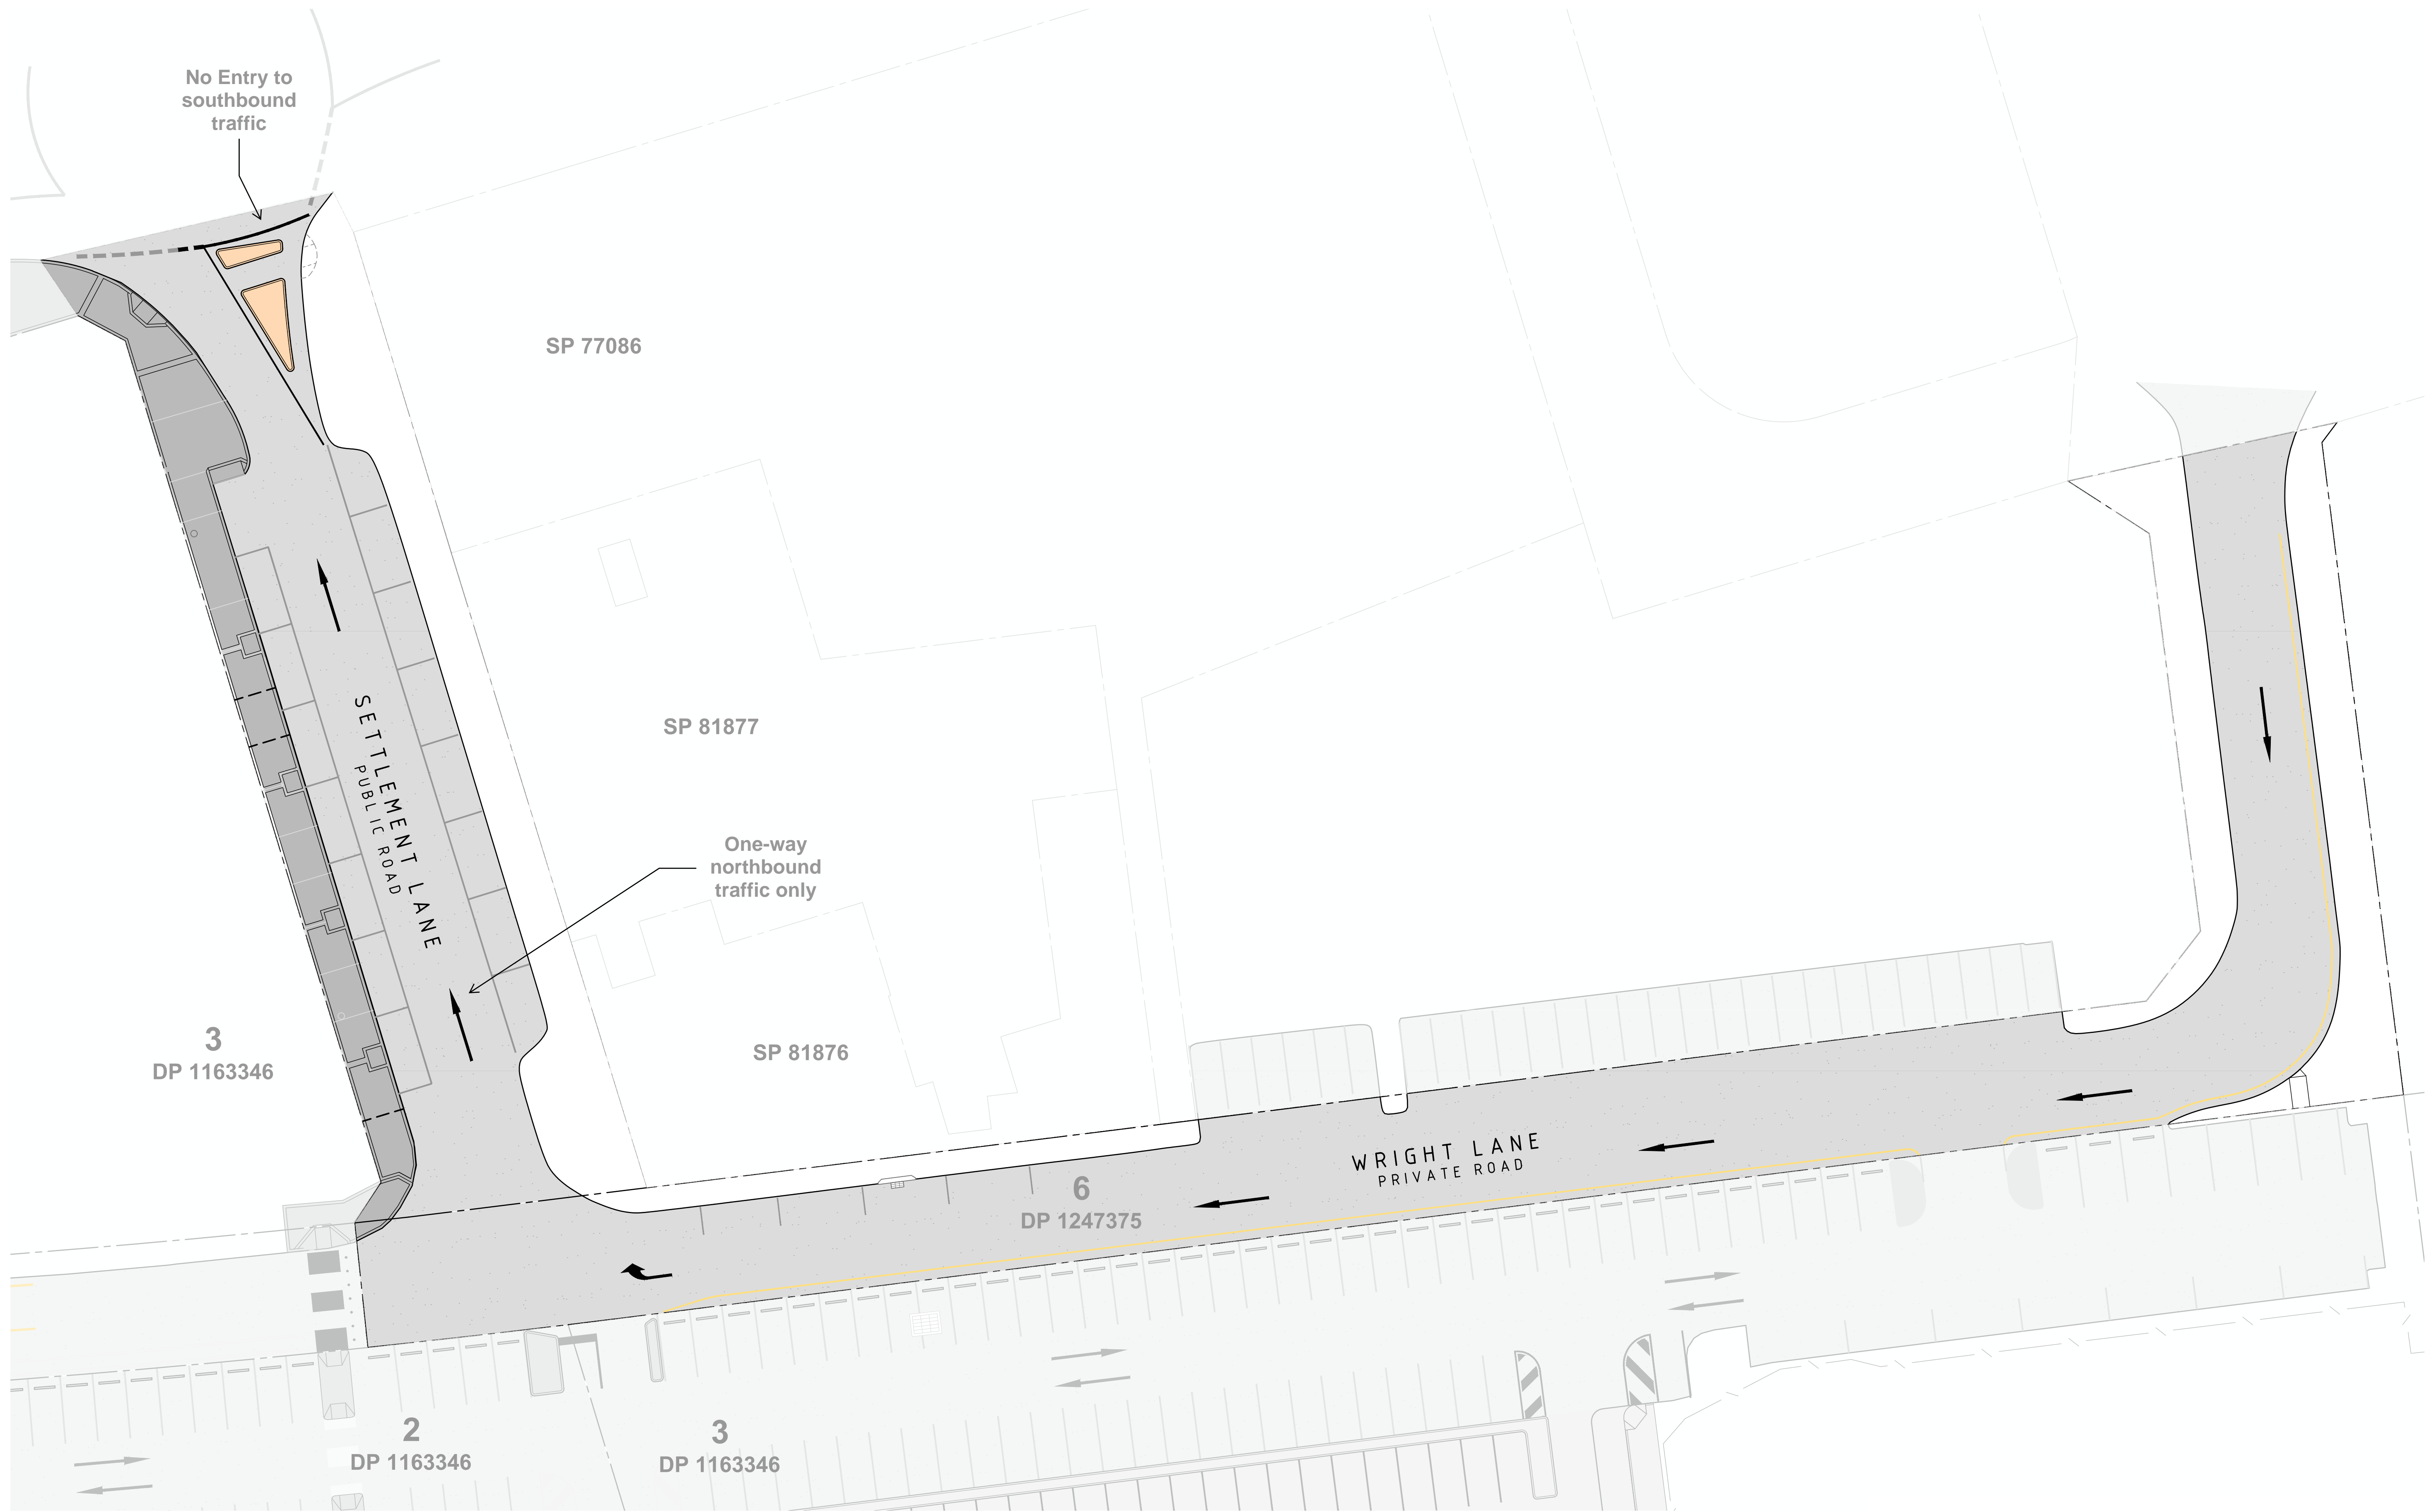 No Entry to
southbound
traffic
SP 77086
SP 81877
SETTLEMENT LANE
PUBLIC ROAD
One-way
northbound
traffic only
3
DP 1163346
SP 81876
WRIGHT LANE
PRIVATE ROAD
6
DP 1247375
2
DP 1163346
3
DP 1163346